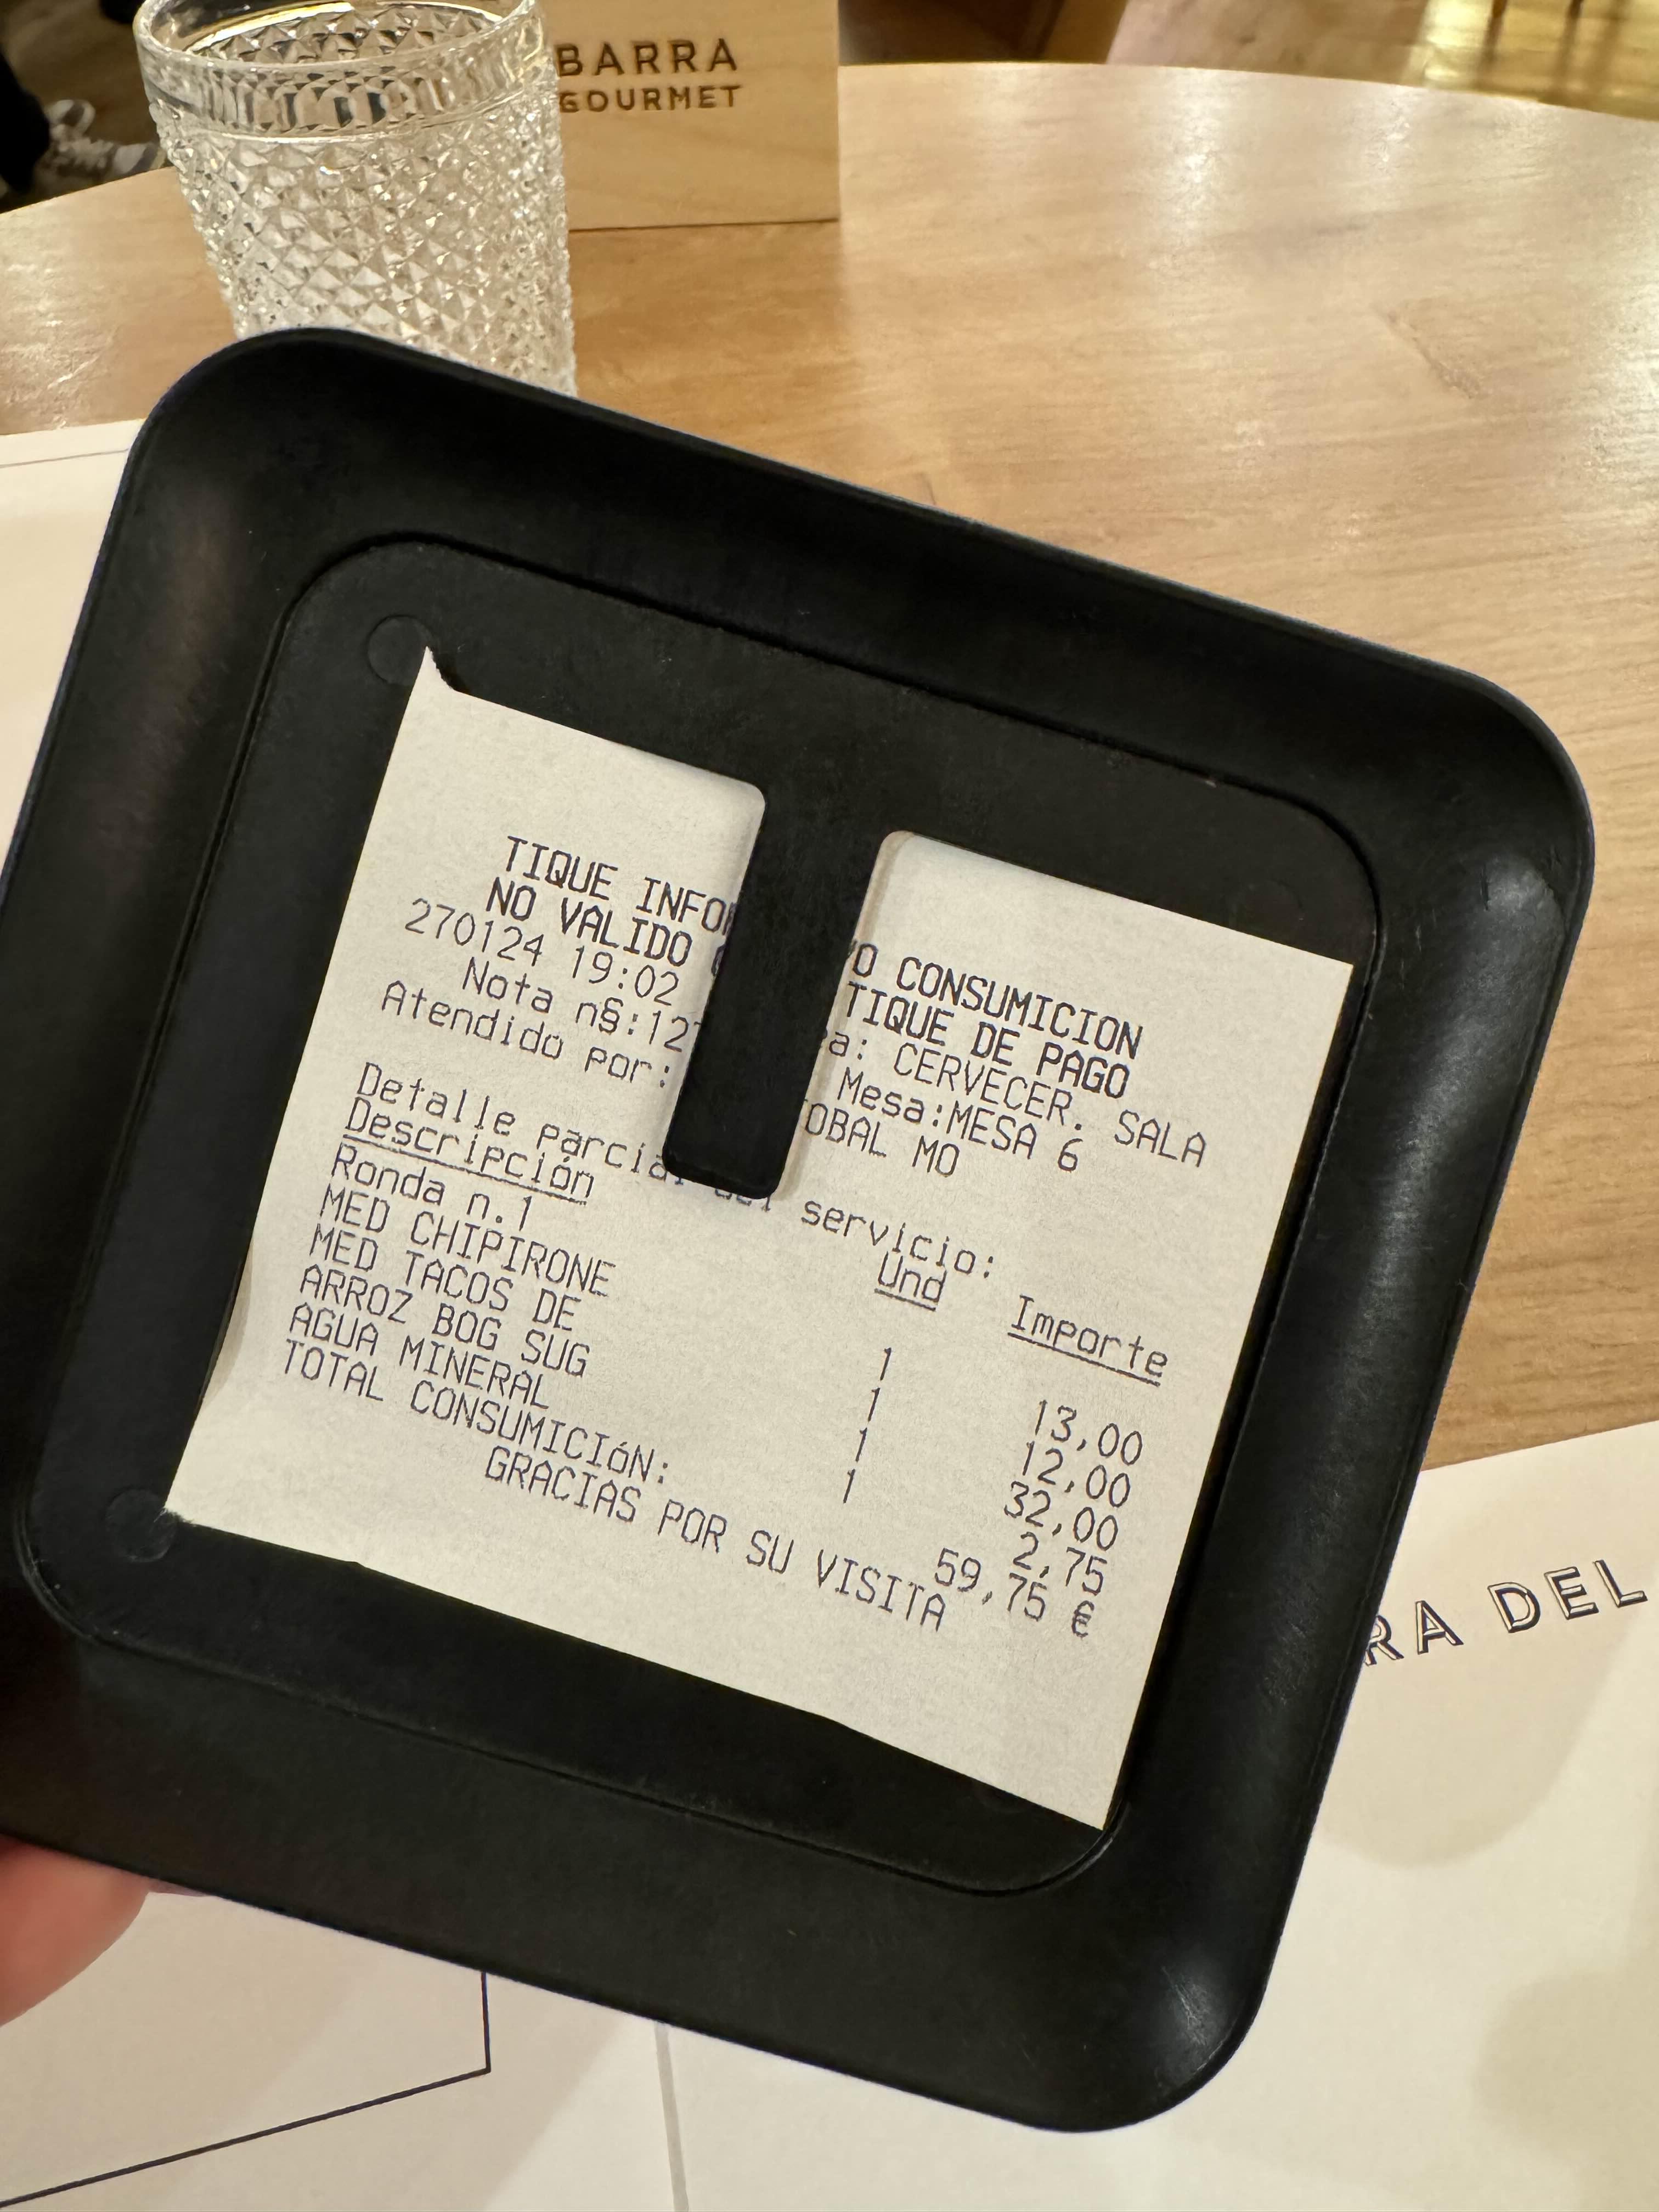 BARRA
GOURMET
TIQUE CONSUMICION
NO VALIDO TIQUE DE PAGO
270124 19:02 CERVECER. SALA
Nota n§: Mesa:MESA 6
Atendido por: MO
Detalle parcial del servicio:
Descripción Und Importe
Ronda n.1
MED CHIPIRONE 1 13,00
MED TACOS DE 1 12,00
ARROZ BOG SUG 1 32,00
AGUA MINERAL 1 2,75
TOTAL CONSUMICIóN: 59,75 €
GRACIAS POR SU VISITA
DEL